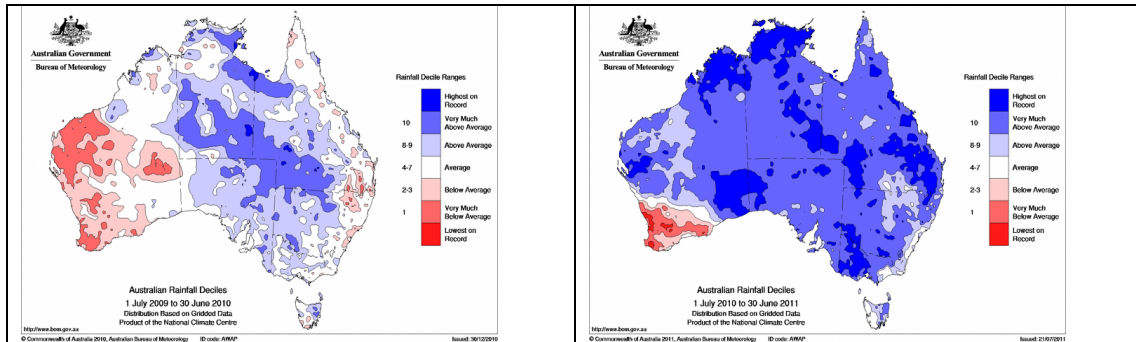 Australian Government
Bureau of Meteorology
Rainfall Decile Ranges
Highest on
Record
10
Very Much
Above Average
8-9
Above Average
4-7
Average
2-3
Below Average
1
Very Much
Below Average
Lowest on
Record
Australian Rainfall Deciles
1 July 2009 to 30 June 2010
Distribution Based on Gridded Data
Product of the National Climate Centre
http://www.bom.gov.au
© Commonwealth of Australia 2010, Australian Bureau of Meteorology ID code: AWAP Issued: 30/12/2010
Australian Government
Bureau of Meteorology
Rainfall Decile Ranges
Highest on
Record
10
Very Much
Above Average
8-9
Above Average
4-7
Average
2-3
Below Average
1
Very Much
Below Average
Lowest on
Record
Australian Rainfall Deciles
1 July 2010 to 30 June 2011
Distribution Based on Gridded Data
Product of the National Climate Centre
http://www.bom.gov.au
© Commonwealth of Australia 2011, Australian Bureau of Meteorology ID code: AWAP Issued: 21/07/2011